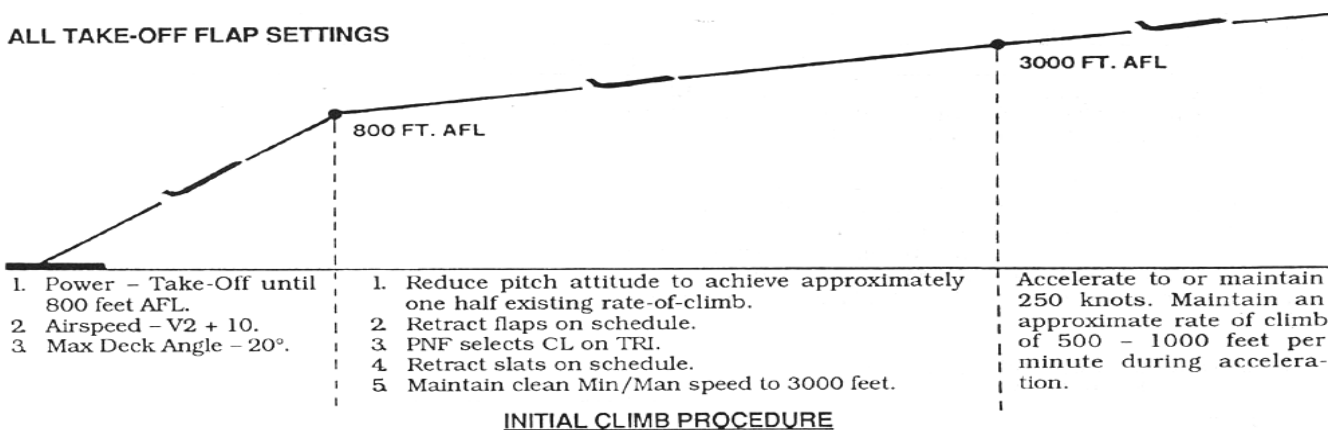 ALL TAKE-OFF FLAP SETTINGS
3000 FT. AFL
800 FT. AFL
1. Power – Take-Off until
800 feet AFL.
2. Airspeed – V2 + 10.
3. Max Deck Angle – 20°.
1. Reduce pitch attitude to achieve approximately
one half existing rate-of-climb.
2. Retract flaps on schedule.
3. PNF selects CL on TRI.
4. Retract slats on schedule.
5. Maintain clean Min/Man speed to 3000 feet.
Accelerate to or maintain
250 knots. Maintain an
approximate rate of climb
of 500 – 1000 feet per
minute during accelera-
tion.
INITIAL CLIMB PROCEDURE